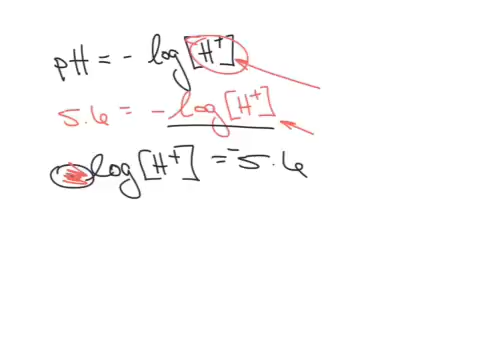 pH = - log[H⁺]
5.6 = - log[H⁺]
log[H⁺] = -5.6